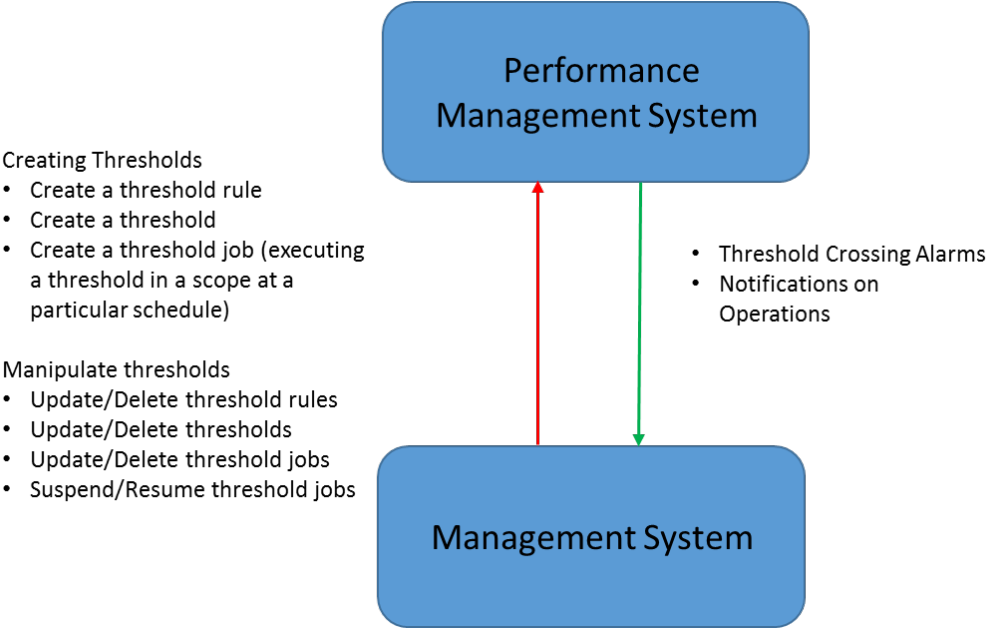 Performance
Management System
Creating Thresholds
• Create a threshold rule
• Create a threshold
• Create a threshold job (executing
a threshold in a scope at a
particular schedule)
Manipulate thresholds
• Update/Delete threshold rules
• Update/Delete thresholds
• Update/Delete threshold jobs
• Suspend/Resume threshold jobs
• Threshold Crossing Alarms
• Notifications on
Operations
Management System